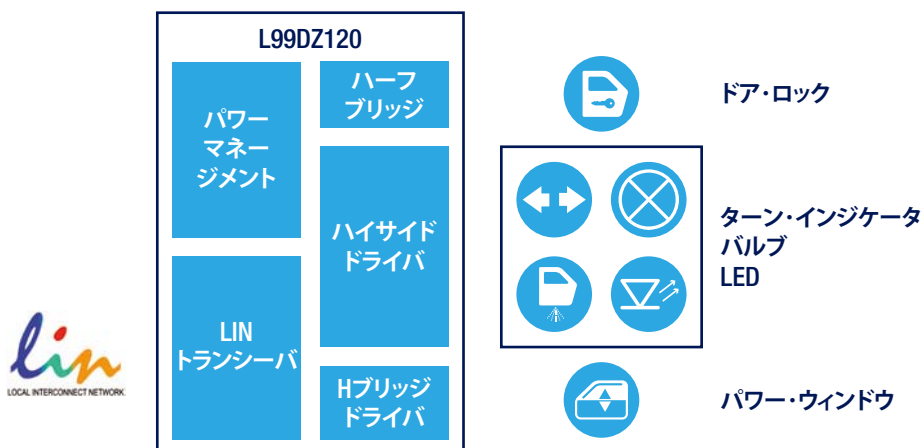 L99DZ120
パワー
マネー
ジメント
ハーフ
ブリッジ
ハイサイド
ドライバ
LIN
トランシーバ
Hブリッジ
ドライバ
lin
LOCAL INTERCONNECT NETWORK.
ドア・ロック
ターン・インジケータ
バルブ
LED
パワー・ウィンドウ